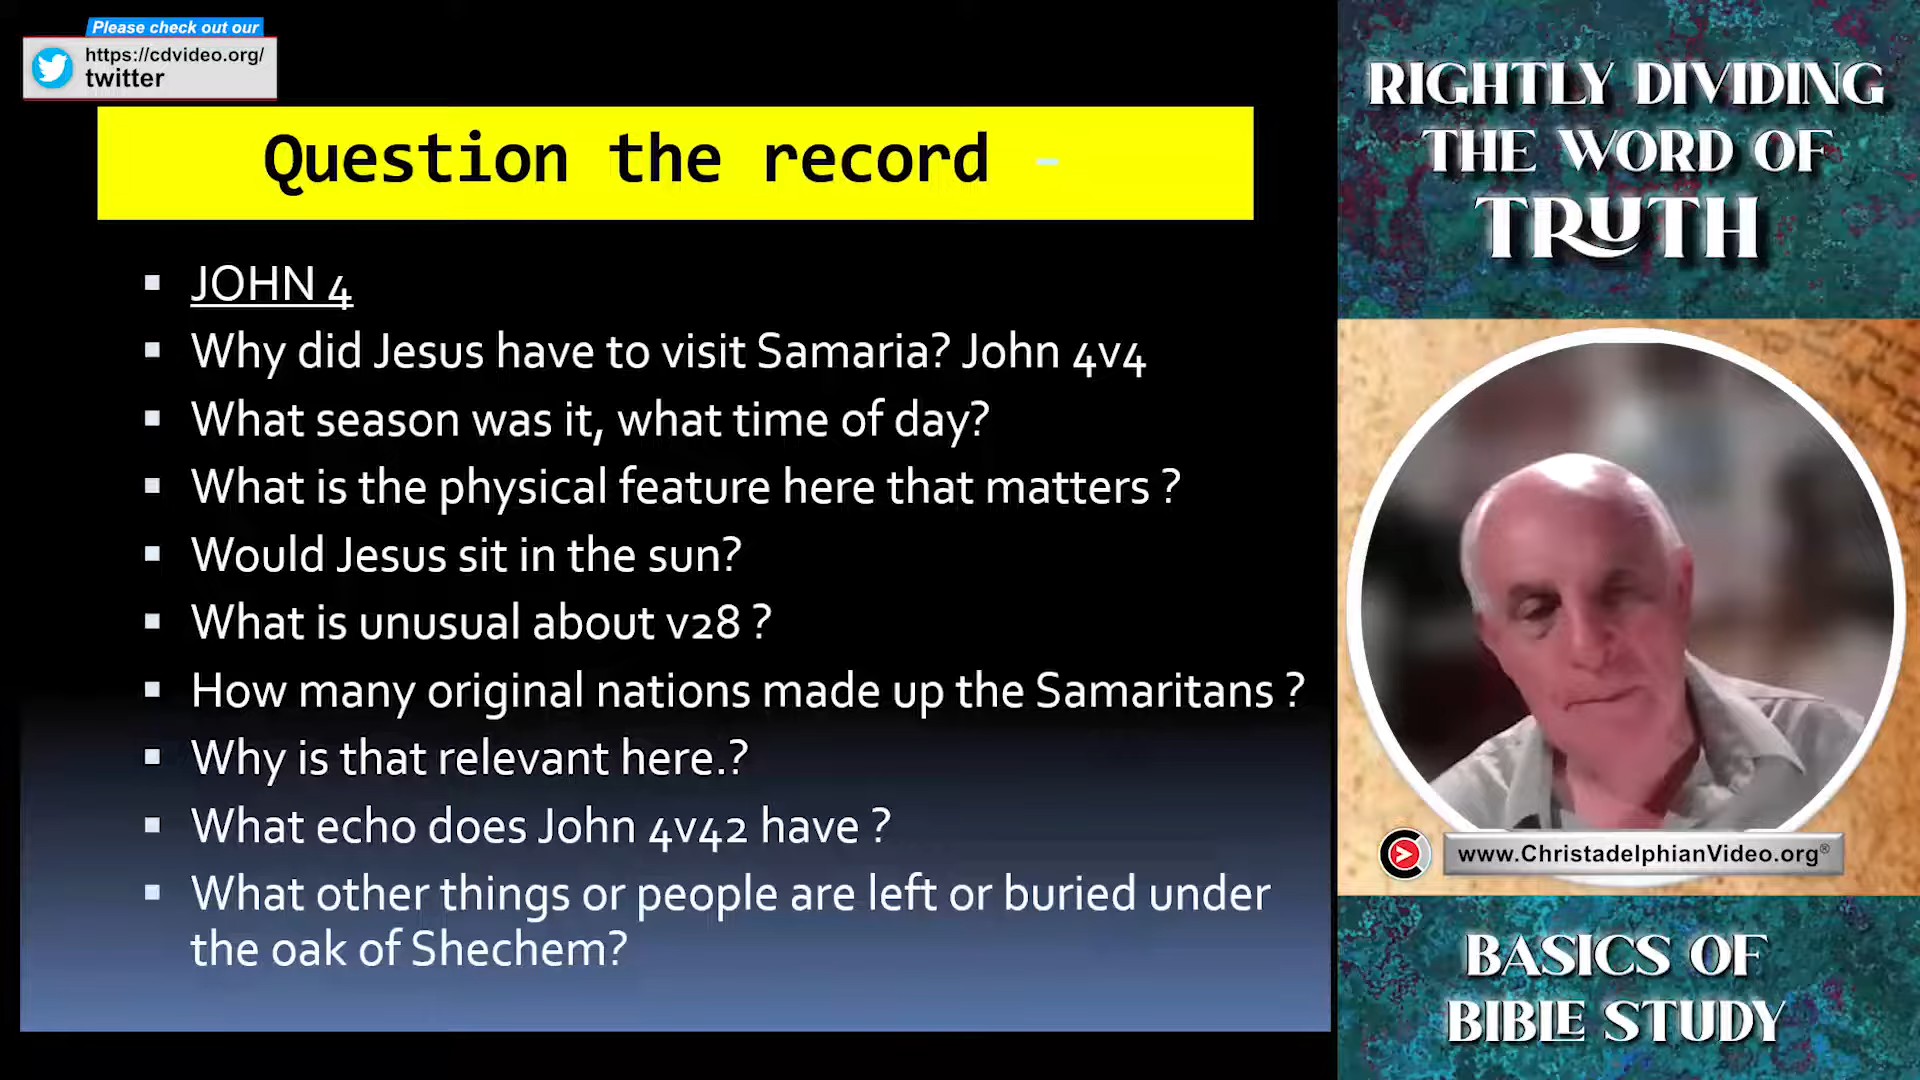 Please check out our
https://cdvideo.org/
twitter
Question the record -
JOHN 4
Why did Jesus have to visit Samaria? John 4v4
What season was it, what time of day?
What is the physical feature here that matters ?
Would Jesus sit in the sun?
What is unusual about v28 ?
How many original nations made up the Samaritans ?
Why is that relevant here.?
What echo does John 4v42 have ?
What other things or people are left or buried under
the oak of Shechem?
RIGHTLY DIVIDING
THE WORD OF
TRUTH
www.ChristadelphianVideo.org®
BASICS OF
BIBLE STUDY